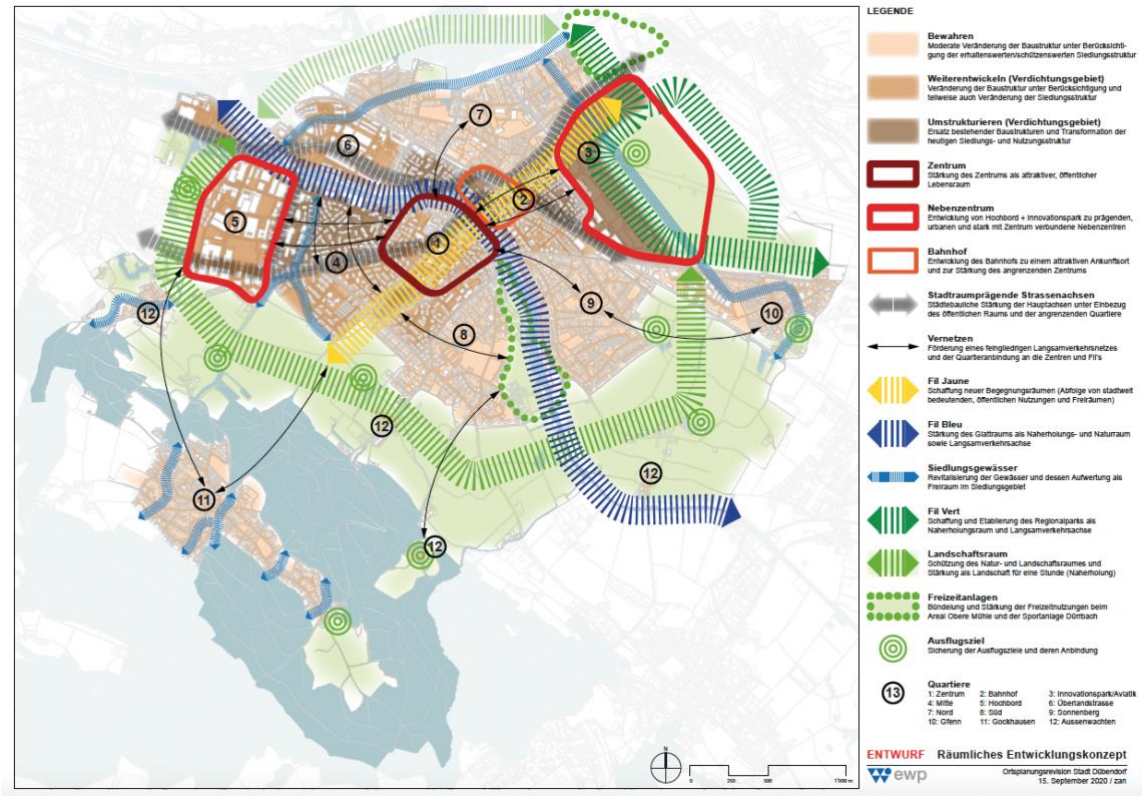 LEGENDE
Bewahren
Moderate Veränderung der Baustruktur unter Berücksichti-
gung der erhaltenswerten/schützenswerten Siedlungsstruktur
Weiterentwickeln (Verdichtungsgebiet)
Veränderung der Baustruktur unter Berücksichtigung und
teilweise auch Veränderung der Siedlungsstruktur
Umstrukturieren (Verdichtungsgebiet)
Ersatz bestehender Baustrukturen und Transformation der
heutigen Siedlungs- und Nutzungsstruktur
Zentrum
Stärkung des Zentrums als attraktiver, öffentlicher
Lebensraum
Nebenzentrum
Entwicklung von Hochbord + Innovationspark zu prägenden,
urbanen und stark mit Zentrum verbundene Nebenzentren
Bahnhof
Entwicklung des Bahnhofs zu einem attraktiven Ankunftsort
und zur Stärkung des angrenzenden Zentrums
Stadtraumprägende Strassenachsen
Städtebauliche Stärkung der Hauptachsen unter Einbezug
des öffentlichen Raums und der angrenzenden Quartiere
Vernetzen
Förderung eines feingliedrigen Langsamverkehrsnetzes
und der Quartieranbindung an die Zentren und Fil's
Fil Jaune
Schaffung neuer Begegnungsräumen (Abfolge von stadtweit
bedeutenden, öffentlichen Nutzungen und Freiräumen)
Fil Bleu
Stärkung des Glattraums als Naherholungs- und Naturraum
sowie Langsamverkehrsachse
Siedlungsgewässer
Revitalisierung der Gewässer und dessen Aufwertung als
Freiraum im Siedlungsgebiet
Fil Vert
Schaffung und Etablierung des Regionalparks als
Naherholungsraum und Langsamverkehrsachse
Landschaftsraum
Schützung des Natur- und Landschaftsraumes und
Stärkung als Landschaft für eine Stunde (Naherholung)
Freizeitanlagen
Bündelung und Stärkung der Freizeitnutzungen beim
Areal Obere Mühle und der Sportanlage Dürrbach
Ausflugsziel
Sicherung der Ausflugsziele und deren Anbindung
13
Quartiere
1: Zentrum 2: Bahnhof 3: Innovationspark/Aviatik
4: Mitte 5: Hochbord 6: Überlandstrasse
7: Nord 8: Süd 9: Sonnenberg
10: Gfenn 11: Gockhausen 12: Aussenwachten
ENTWURF Räumliches Entwicklungskonzept
ewp
Ortsplanungsrevision Stadt Dübendorf
15. September 2020 / zan
7
6
3
2
5
1
4
9
12
10
8
12
12
11
12
N
0 250 500 1'000 m